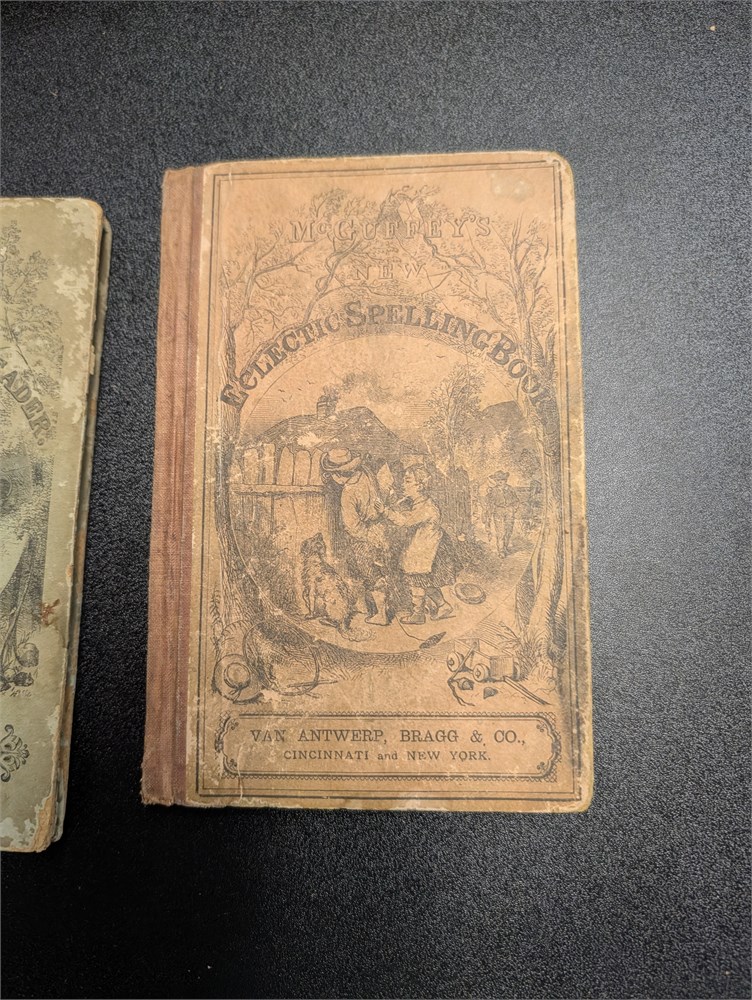 McGUFFEY'S
NEW
ECLECTIC SPELLING BOOK
VAN ANTWERP, BRAGG & CO.,
CINCINNATI and NEW YORK.
ADER.